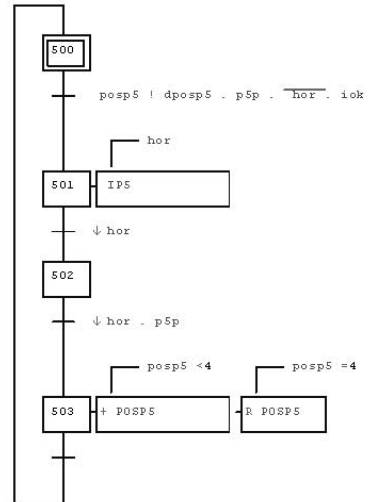 500
posp5 ! dposp5 . p5p . hor . iok
hor
501 IP5
↓ hor
502
↓ hor . p5p
posp5 <4 posp5 =4
503 + POSP5 R POSP5